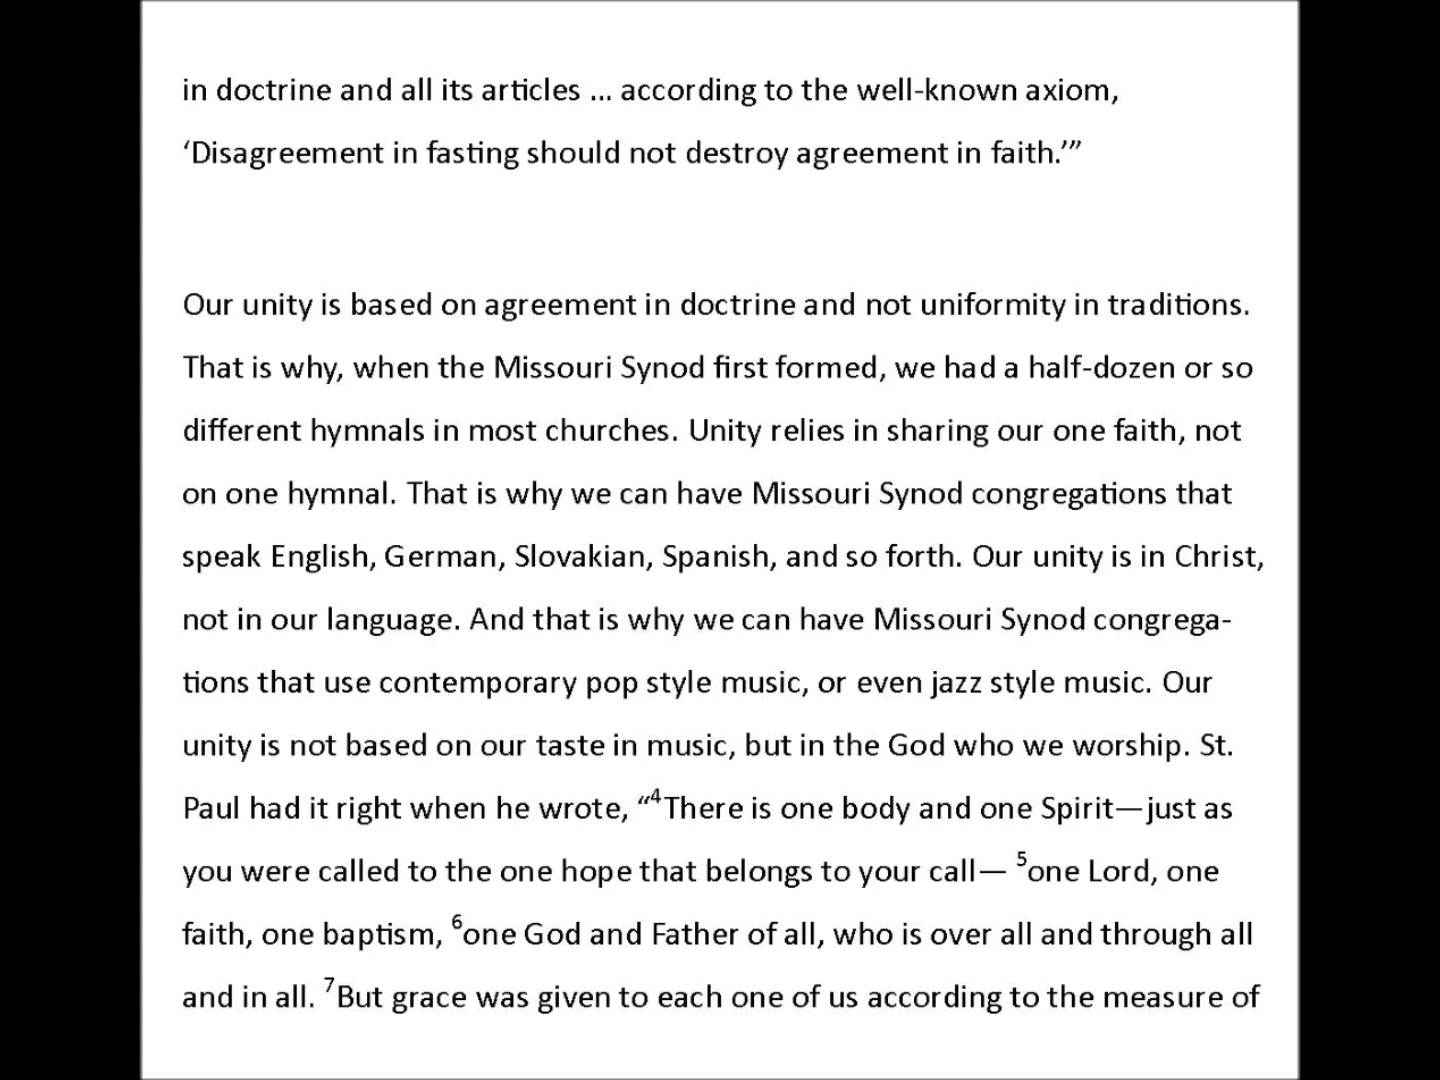 in doctrine and all its articles ... according to the well-known axiom,
‘Disagreement in fasting should not destroy agreement in faith.’”
Our unity is based on agreement in doctrine and not uniformity in traditions.
That is why, when the Missouri Synod first formed, we had a half-dozen or so
different hymnals in most churches. Unity relies in sharing our one faith, not
on one hymnal. That is why we can have Missouri Synod congregations that
speak English, German, Slovakian, Spanish, and so forth. Our unity is in Christ,
not in our language. And that is why we can have Missouri Synod congrega-
tions that use contemporary pop style music, or even jazz style music. Our
unity is not based on our taste in music, but in the God who we worship. St.
Paul had it right when he wrote, “⁴There is one body and one Spirit—just as
you were called to the one hope that belongs to your call— ⁵one Lord, one
faith, one baptism, ⁶one God and Father of all, who is over all and through all
and in all. ⁷But grace was given to each one of us according to the measure of